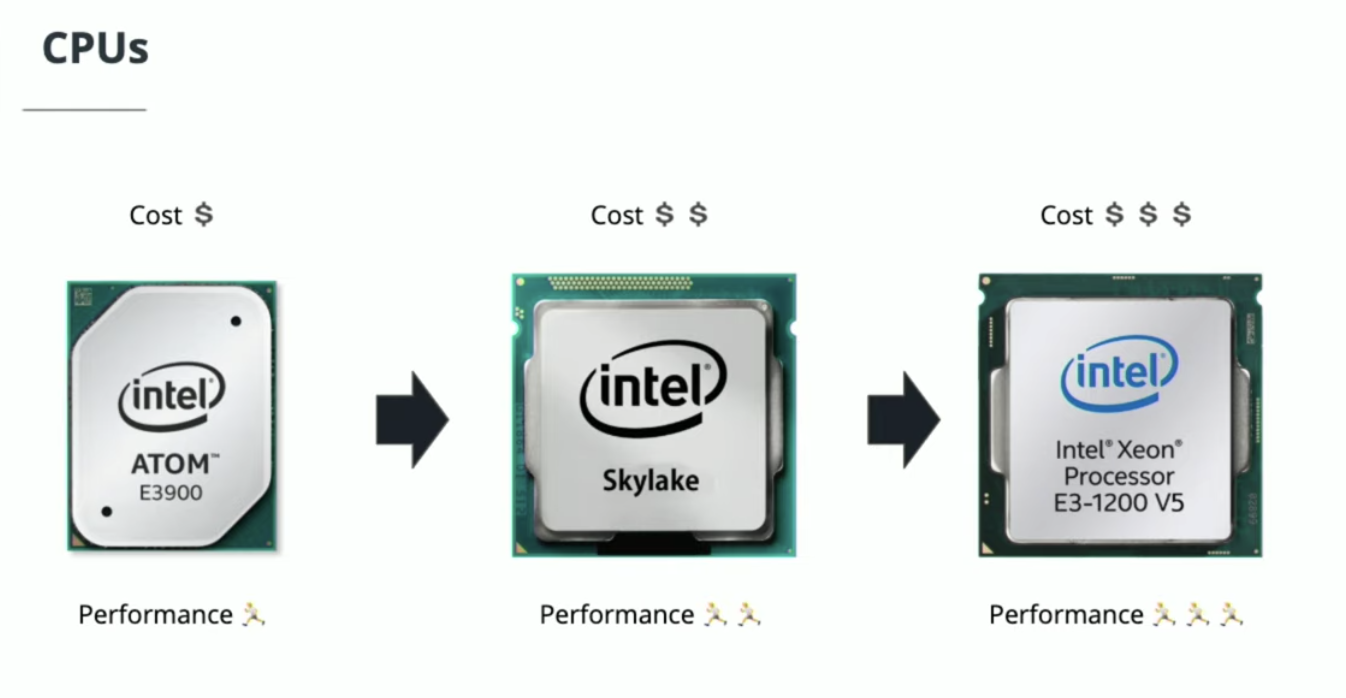 CPUs
Cost $
Cost $ $
Cost $ $ $
intel®
ATOM™
E3900
intel®
Skylake
intel®
Intel® Xeon®
Processor
E3-1200 V5
Performance
Performance
Performance